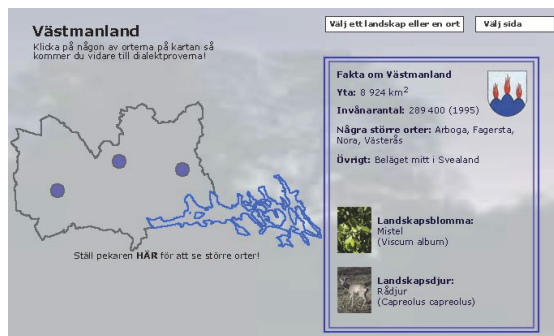 Västmanland
Klicka på någon av orterna på kartan så
kommer du vidare till dialektproverna!
Ställ pekaren HÄR för att se större orter!
Välj ett landskap eller en ort
Välj sida
Fakta om Västmanland
Yta: 8 924 km²
Invånarantal: 289 400 (1995)
Några större orter: Arboga, Fagersta,
Nora, Västerås
Övrigt: Beläget mitt i Svealand
Landskapsblomma:
Mistel
(Viscum album)
Landskapsdjur:
Rådjur
(Capreolus capreolus)